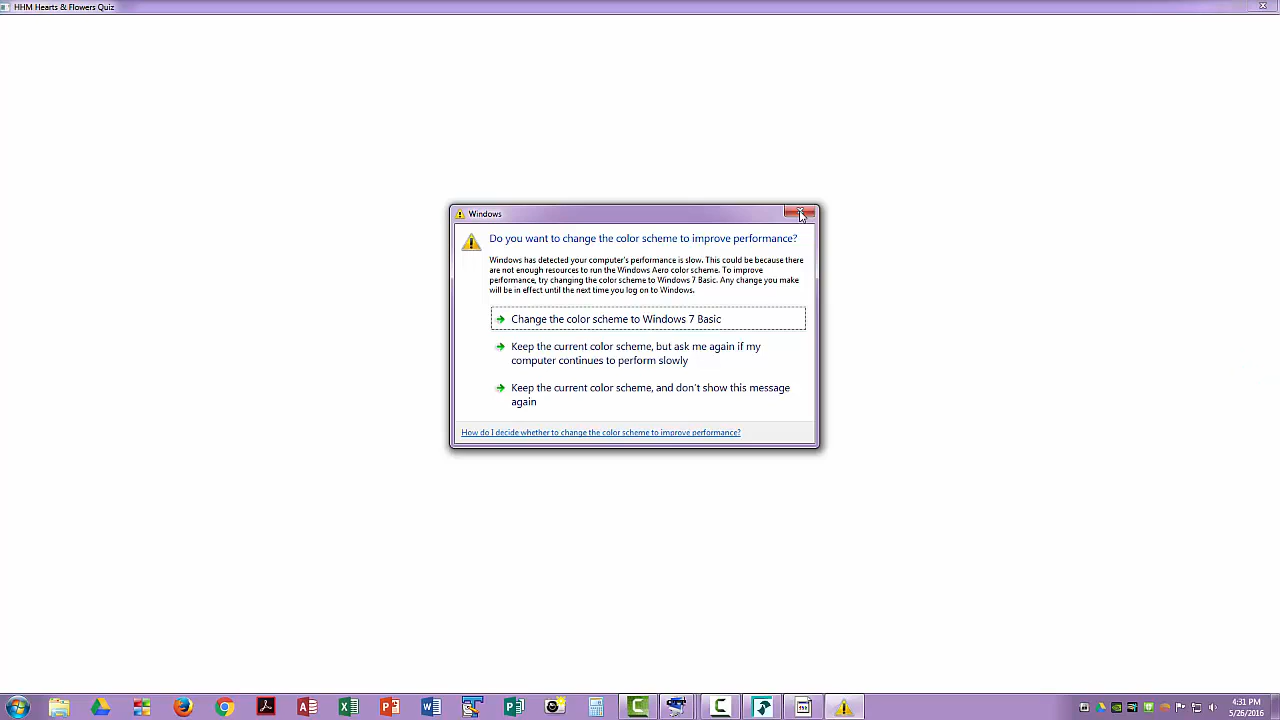 HHM Hearts & Flowers Quiz
Windows
Do you want to change the color scheme to improve performance?
Windows has detected your computer's performance is slow. This could be because there
are not enough resources to run the Windows Aero color scheme. To improve
performance, try changing the color scheme to Windows 7 Basic. Any change you make
will be in effect until the next time you log on to Windows.
Change the color scheme to Windows 7 Basic
Keep the current color scheme, but ask me again if my
computer continues to perform slowly
Keep the current color scheme, and don't show this message
again
How do I decide whether to change the color scheme to improve performance?
4:31 PM
5/26/2016